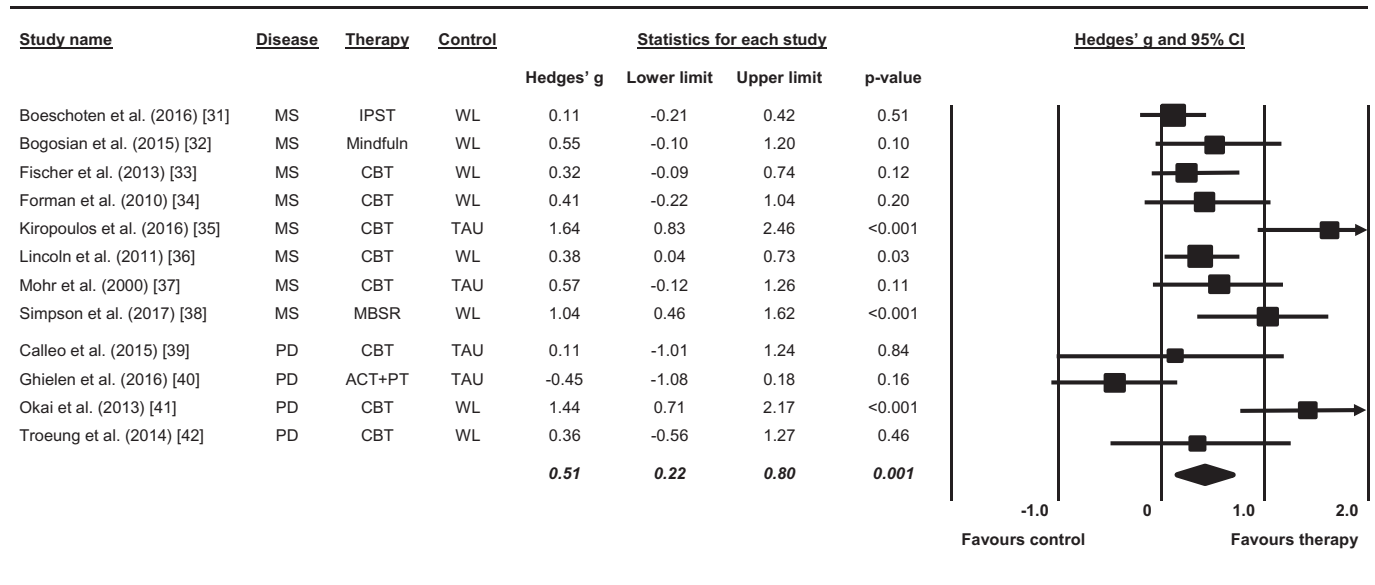 Study name Disease Therapy Control Statistics for each study Hedges' g and 95% CI
Hedges' g Lower limit Upper limit p-value
Boeschoten et al. (2016) [31] MS IPST WL 0.11 -0.21 0.42 0.51
Bogosian et al. (2015) [32] MS Mindfuln WL 0.55 -0.10 1.20 0.10
Fischer et al. (2013) [33] MS CBT WL 0.32 -0.09 0.74 0.12
Forman et al. (2010) [34] MS CBT WL 0.41 -0.22 1.04 0.20
Kiropoulos et al. (2016) [35] MS CBT TAU 1.64 0.83 2.46 <0.001
Lincoln et al. (2011) [36] MS CBT WL 0.38 0.04 0.73 0.03
Mohr et al. (2000) [37] MS CBT TAU 0.57 -0.12 1.26 0.11
Simpson et al. (2017) [38] MS MBSR WL 1.04 0.46 1.62 <0.001
Calleo et al. (2015) [39] PD CBT TAU 0.11 -1.01 1.24 0.84
Ghielen et al. (2016) [40] PD ACT+PT TAU -0.45 -1.08 0.18 0.16
Okai et al. (2013) [41] PD CBT WL 1.44 0.71 2.17 <0.001
Troeung et al. (2014) [42] PD CBT WL 0.36 -0.56 1.27 0.46
0.51 0.22 0.80 0.001
-1.0 0 1.0 2.0
Favours control Favours therapy